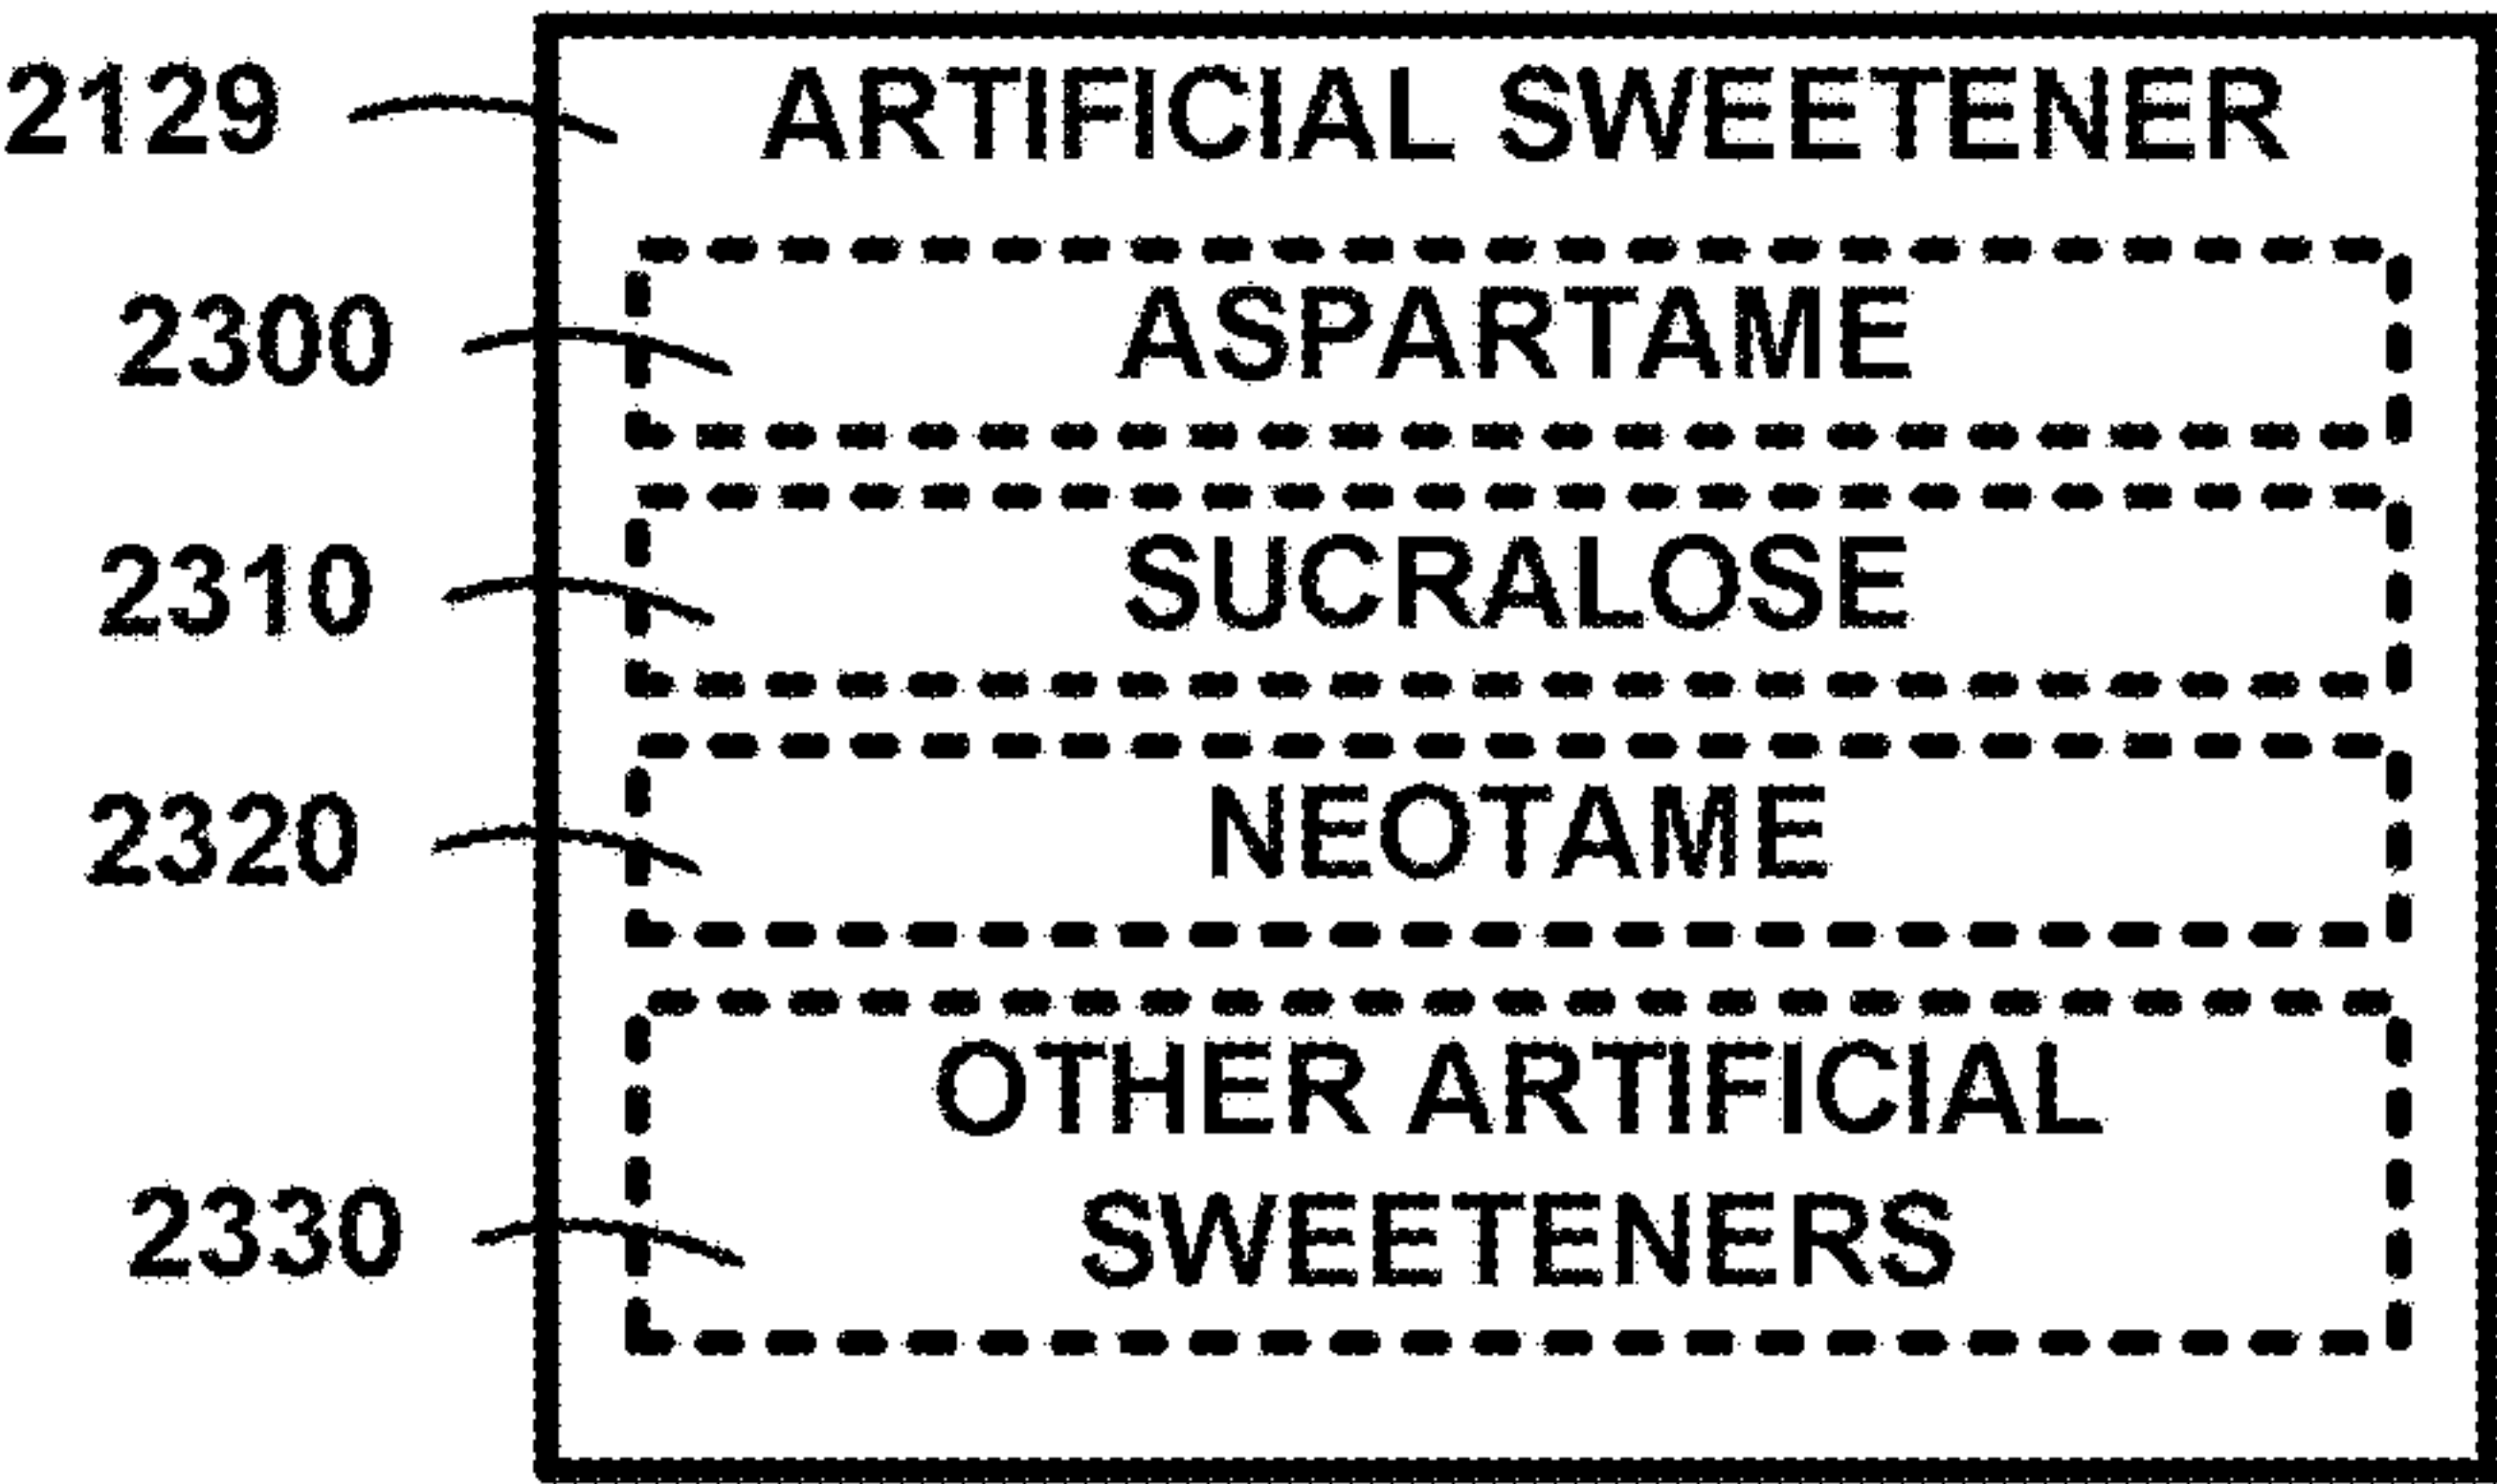 2129 ARTIFICIAL SWEETENER
2300 ASPARTAME
2310 SUCRALOSE
2320 NEOTAME
OTHER ARTIFICIAL
2330 SWEETENERS